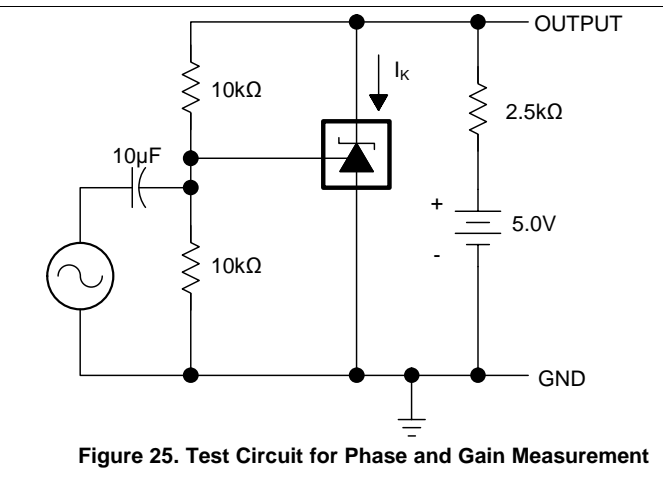 OUTPUT
I_K
10kΩ
2.5kΩ
10µF
+
5.0V
-
10kΩ
GND
Figure 25. Test Circuit for Phase and Gain Measurement